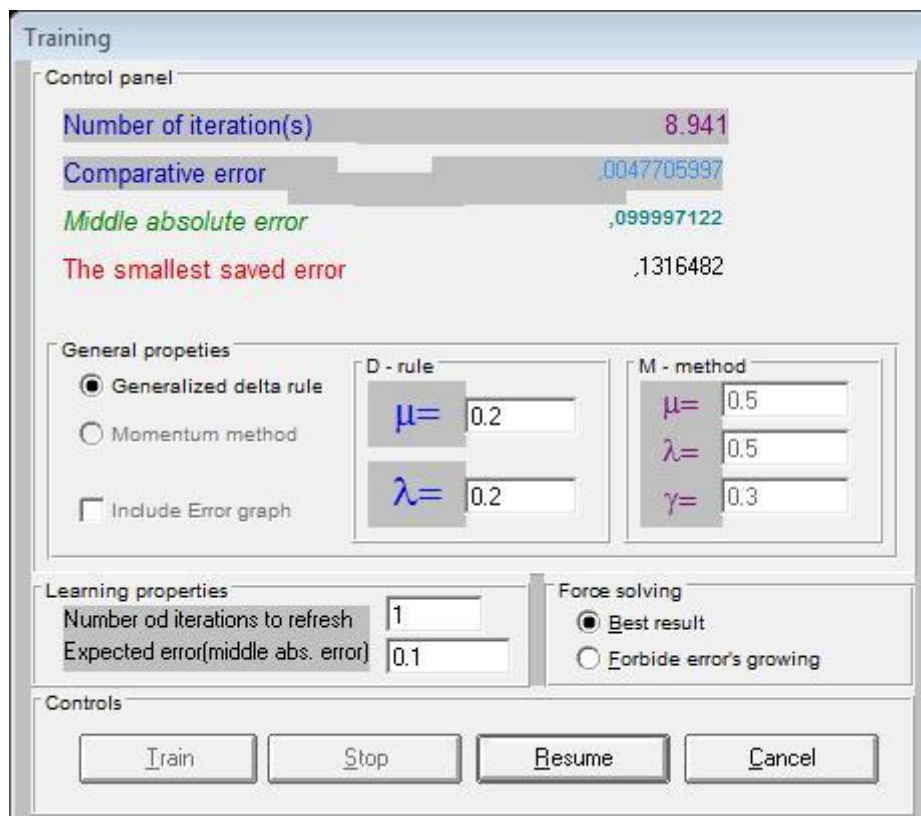 Training
Control panel
Number of iteration(s) 8.941
Comparative error ,0047705997
Middle absolute error ,099997122
The smallest saved error ,1316482
General propeties
Generalized delta rule
Momentum method
Include Error graph
D - rule
μ= 0.2
λ= 0.2
M - method
μ= 0.5
λ= 0.5
γ= 0.3
Learning properties
Number od iterations to refresh 1
Expected error(middle abs. error) 0.1
Force solving
Best result
Forbide error's growing
Controls
Train Stop Resume Cancel